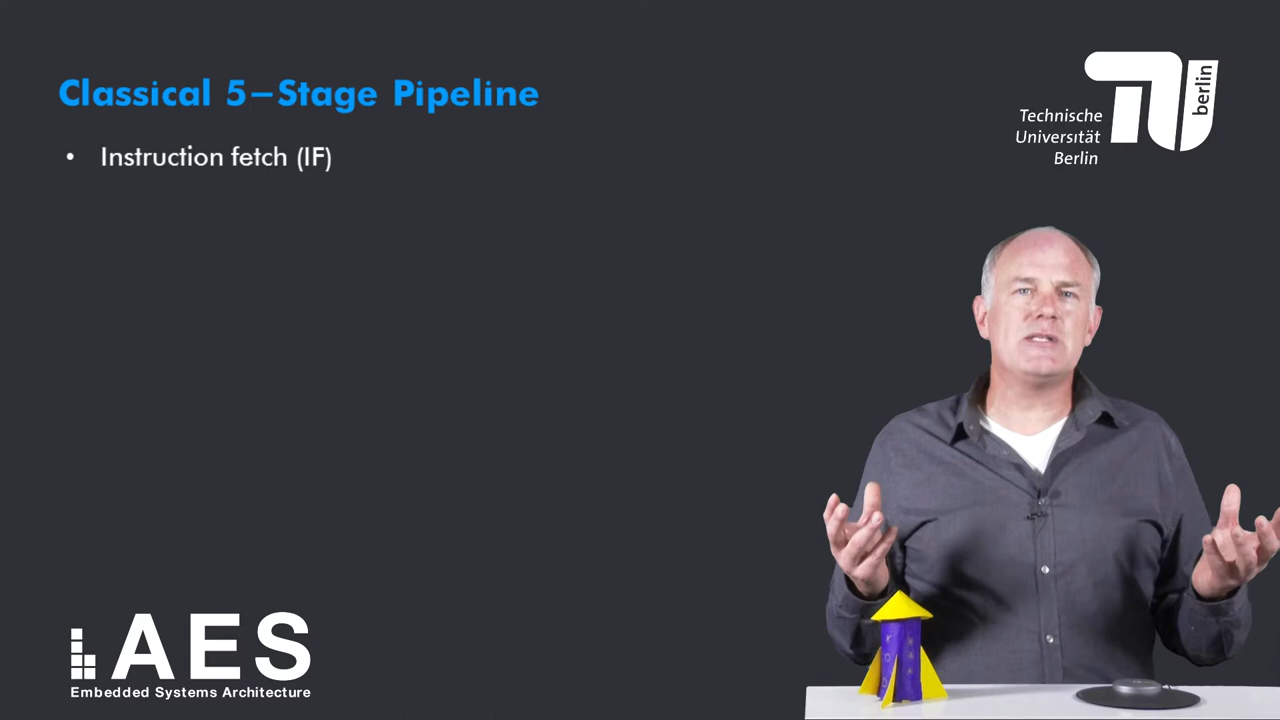 Classical 5–Stage Pipeline
• Instruction fetch (IF)
Technische
Universität
Berlin
berlin
AES
Embedded Systems Architecture